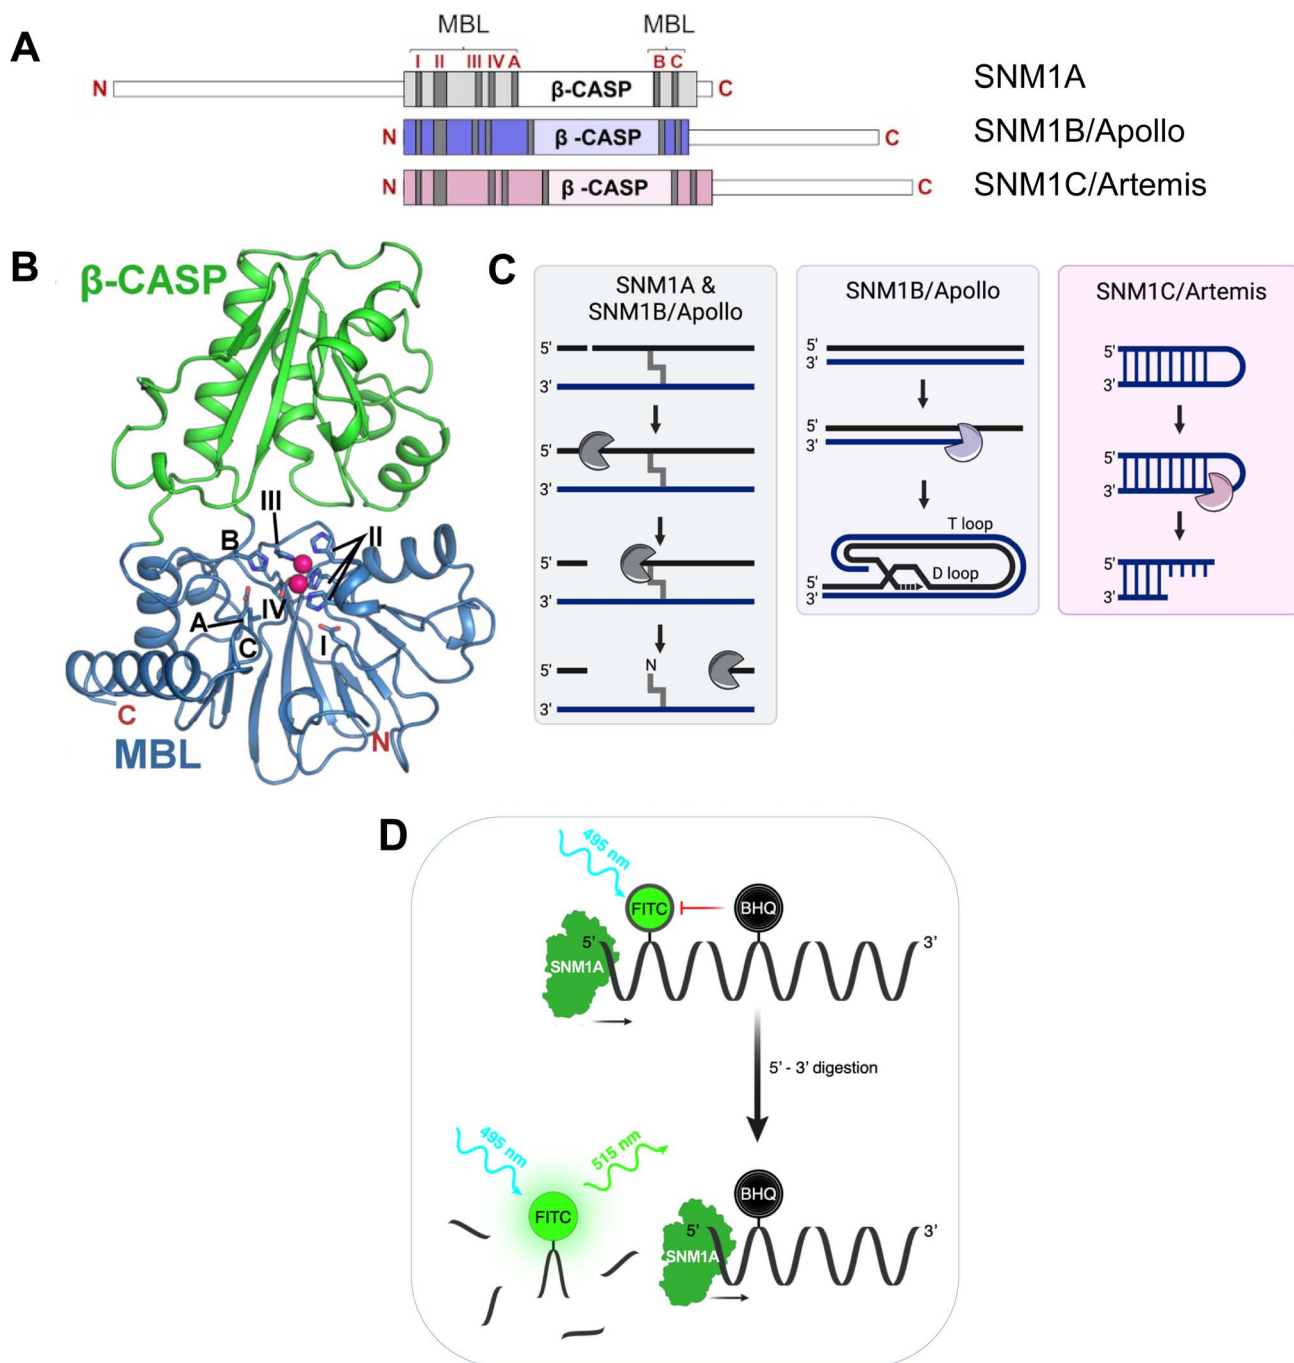 A
MBL
MBL
I II III IV A
B C
N
β-CASP
C
SNM1A
N
β -CASP
C
SNM1B/Apollo
N
β -CASP
C
SNM1C/Artemis
B
β-CASP
III
B
II
IV
A
C
I
C
N
MBL
C
SNM1A &
SNM1B/Apollo
5'
3'
5'
3'
5'
3'
N
5'
3'
SNM1B/Apollo
5'
3'
5'
3'
T loop
D loop
5'
3'
SNM1C/Artemis
5'
3'
5'
3'
5'
3'
D
495 nm
FITC
BHQ
5’
3’
SNM1A
5’ - 3’ digestion
495 nm
515 nm
FITC
BHQ
5’
3’
SNM1A